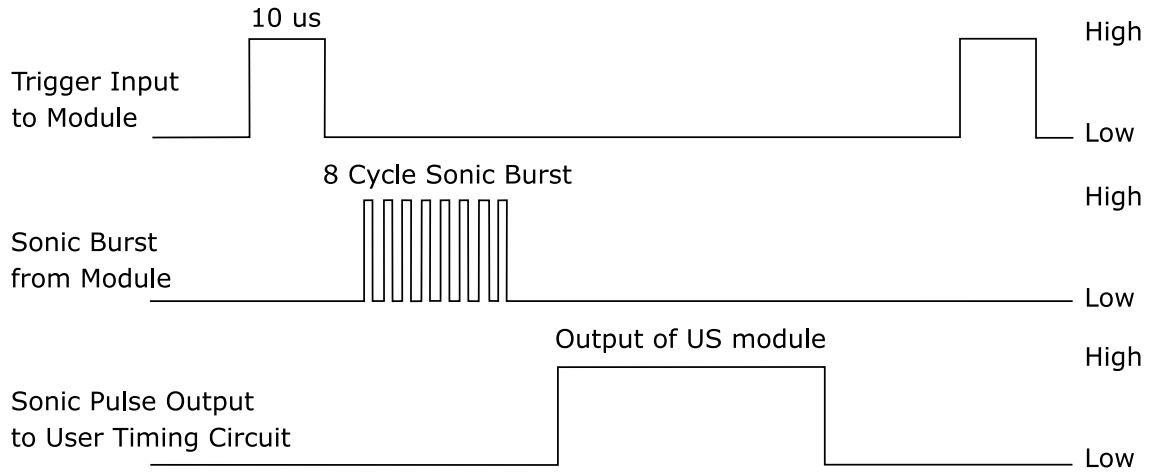 10 us
High
Trigger Input
to Module
Low
8 Cycle Sonic Burst
High
Sonic Burst
from Module
Low
Output of US module
High
Sonic Pulse Output
to User Timing Circuit
Low